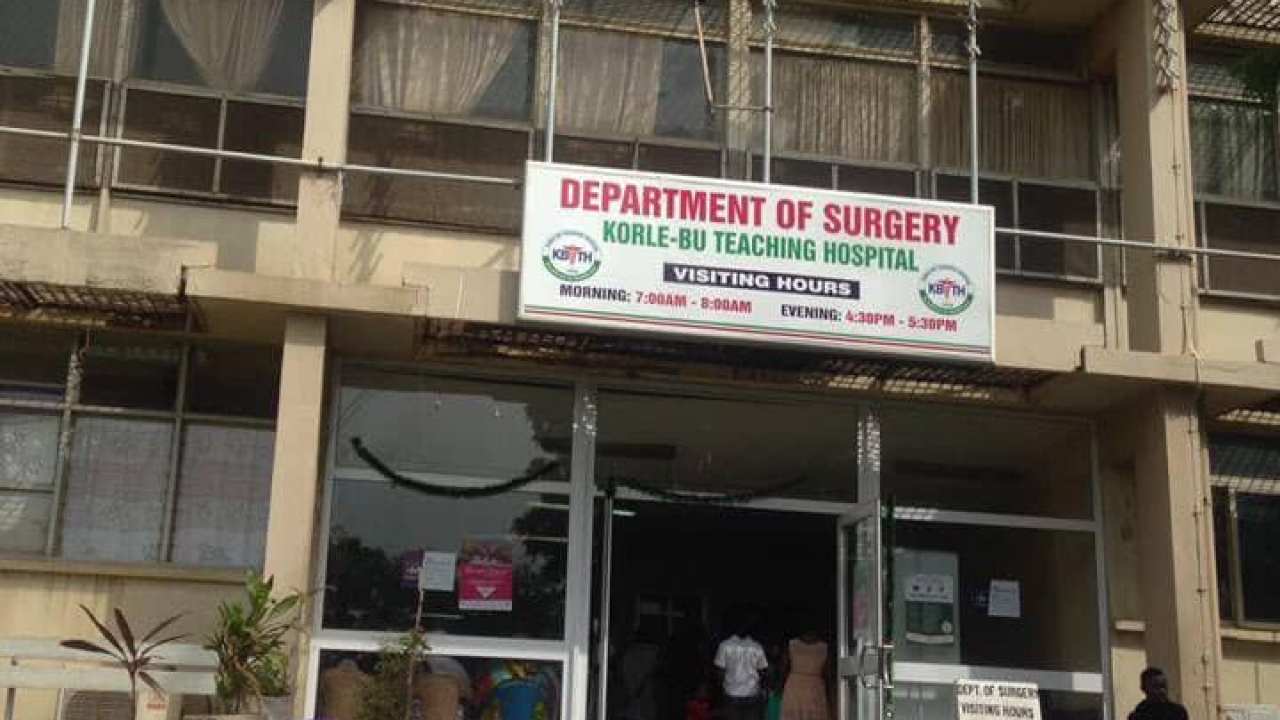 DEPARTMENT OF SURGERY
KORLE-BU TEACHING HOSPITAL
KBTH
VISITING HOURS
KBTH
MORNING: 7:00AM - 8:00AM
EVENING: 4:30PM - 5:30PM
DEPT. OF SURGERY
VISITING HOURS